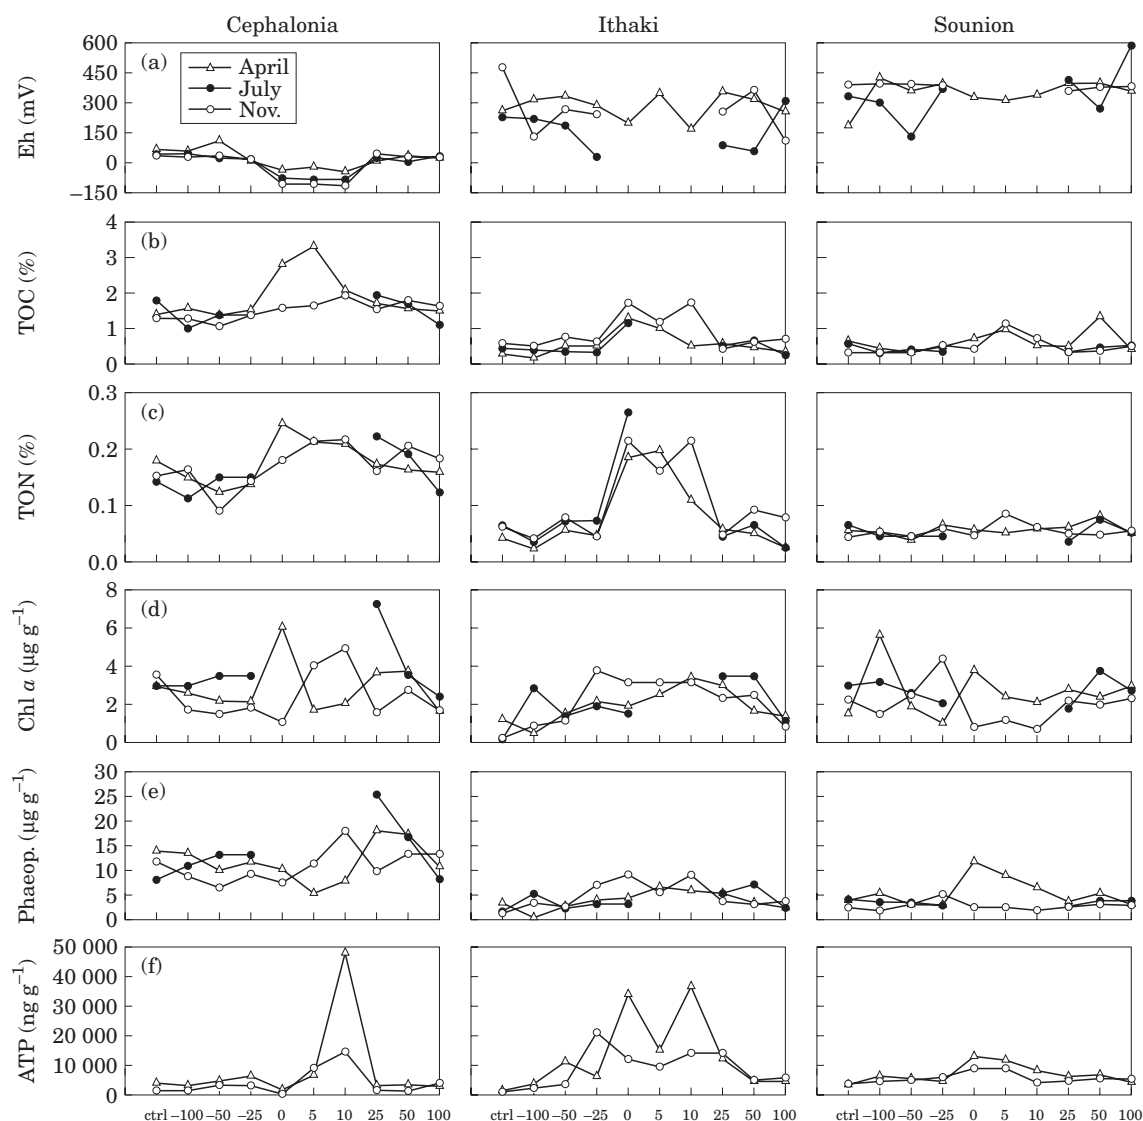 Cephalonia Ithaki Sounion
(a)
April
July
Nov.
Eh (mV)
600
450
300
150
0
–150
(b)
TOC (%)
4
3
2
1
0
(c)
TON (%)
0.3
0.2
0.1
0.0
(d)
Chl a (µg g–1)
8
6
4
2
0
(e)
Phaeop. (µg g–1)
30
25
20
15
10
5
0
(f)
ATP (ng g–1)
50 000
40 000
30 000
20 000
10 000
0
ctrl –100 –50 –25 0 5 10 25 50 100 ctrl –100 –50 –25 0 5 10 25 50 100 ctrl –100 –50 –25 0 5 10 25 50 100